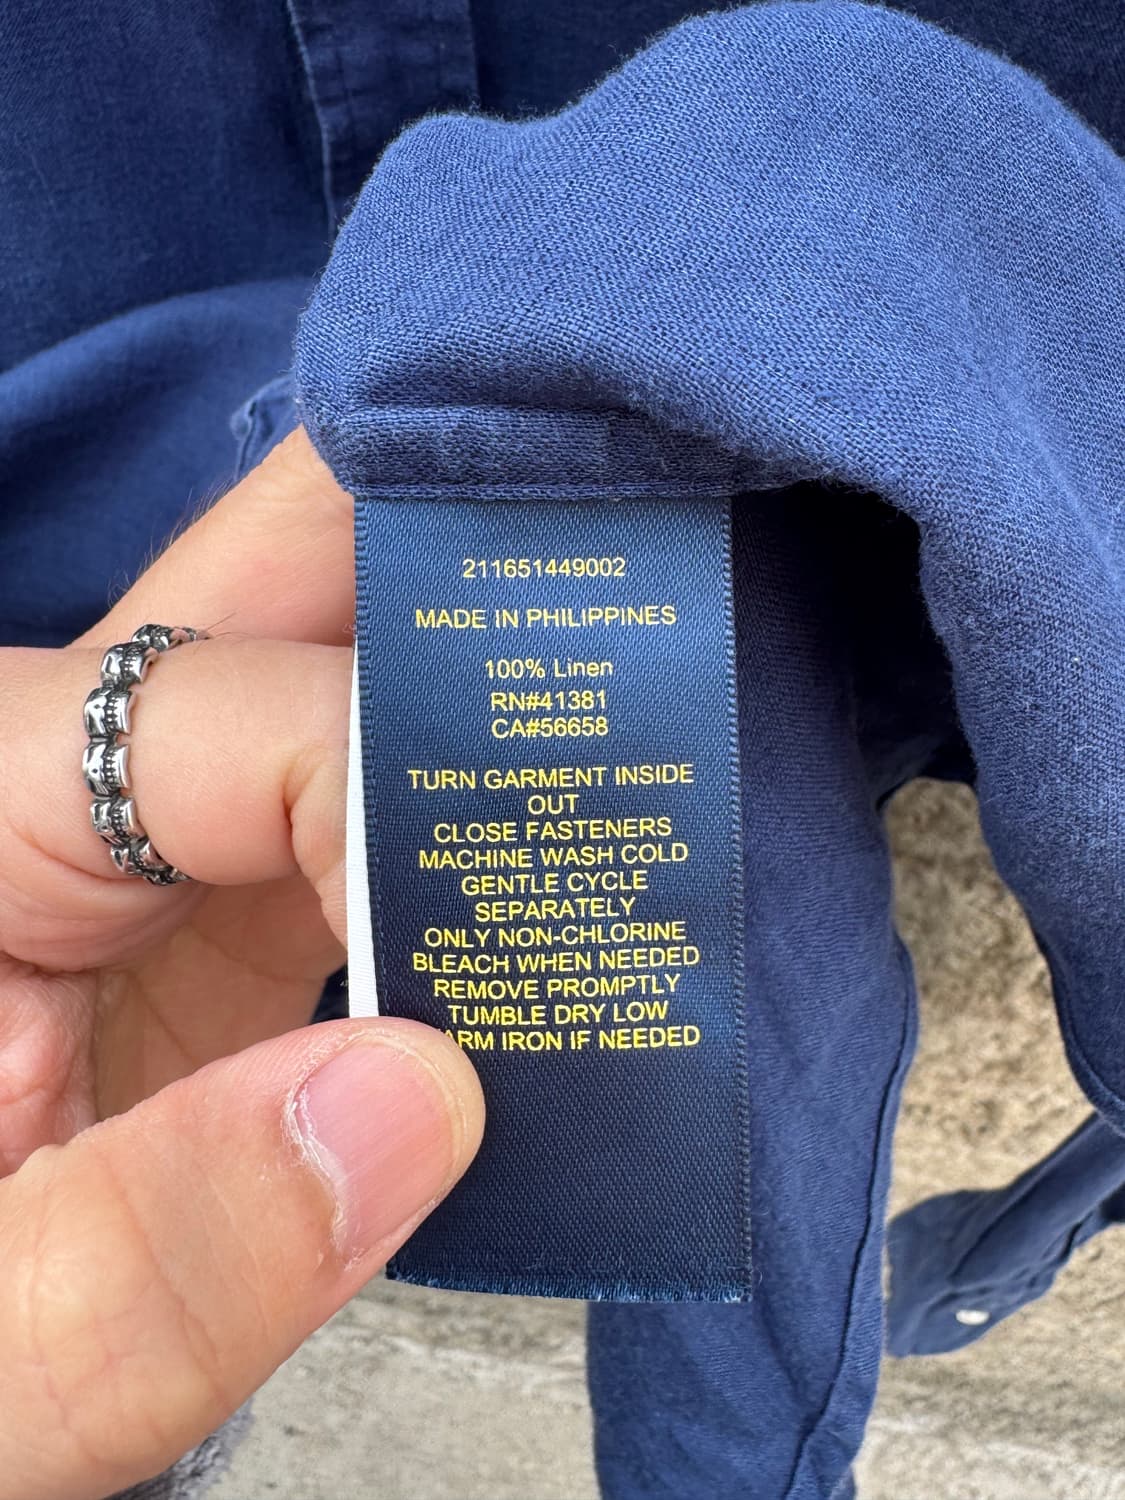 211651449002
MADE IN PHILIPPINES
100% Linen
RN#41381
CA#56658
TURN GARMENT INSIDE
OUT
CLOSE FASTENERS
MACHINE WASH COLD
GENTLE CYCLE
SEPARATELY
ONLY NON-CHLORINE
BLEACH WHEN NEEDED
REMOVE PROMPTLY
TUMBLE DRY LOW
ARM IRON IF NEEDED